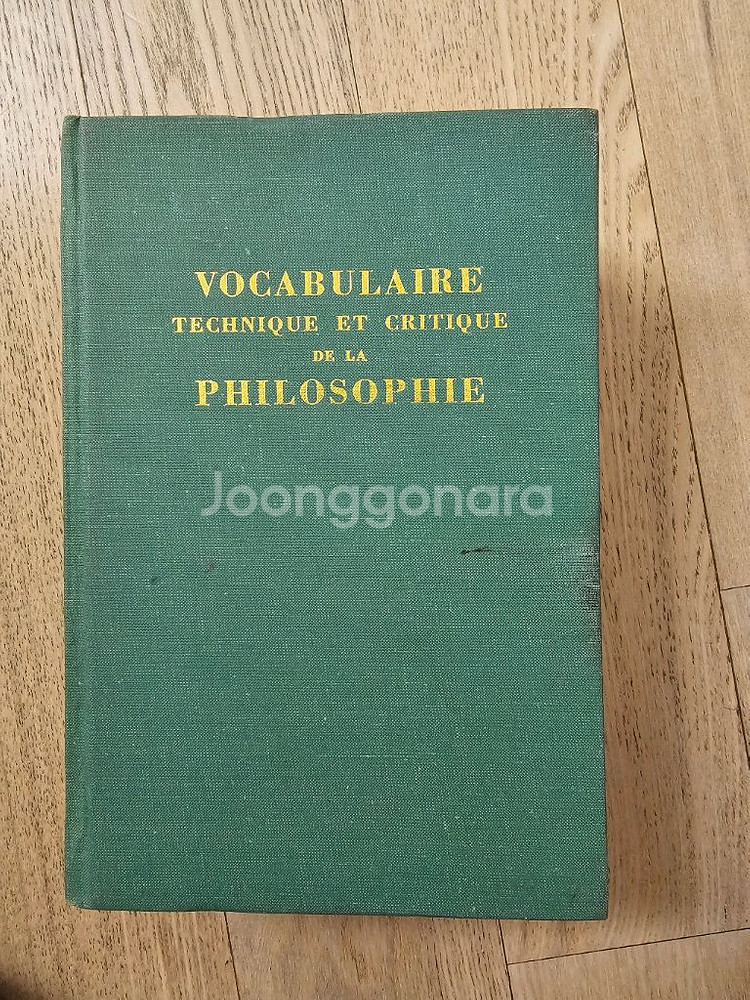 VOCABULAIRE
TECHNIQUE ET CRITIQUE
DE LA
PHILOSOPHIE
Joonggonara